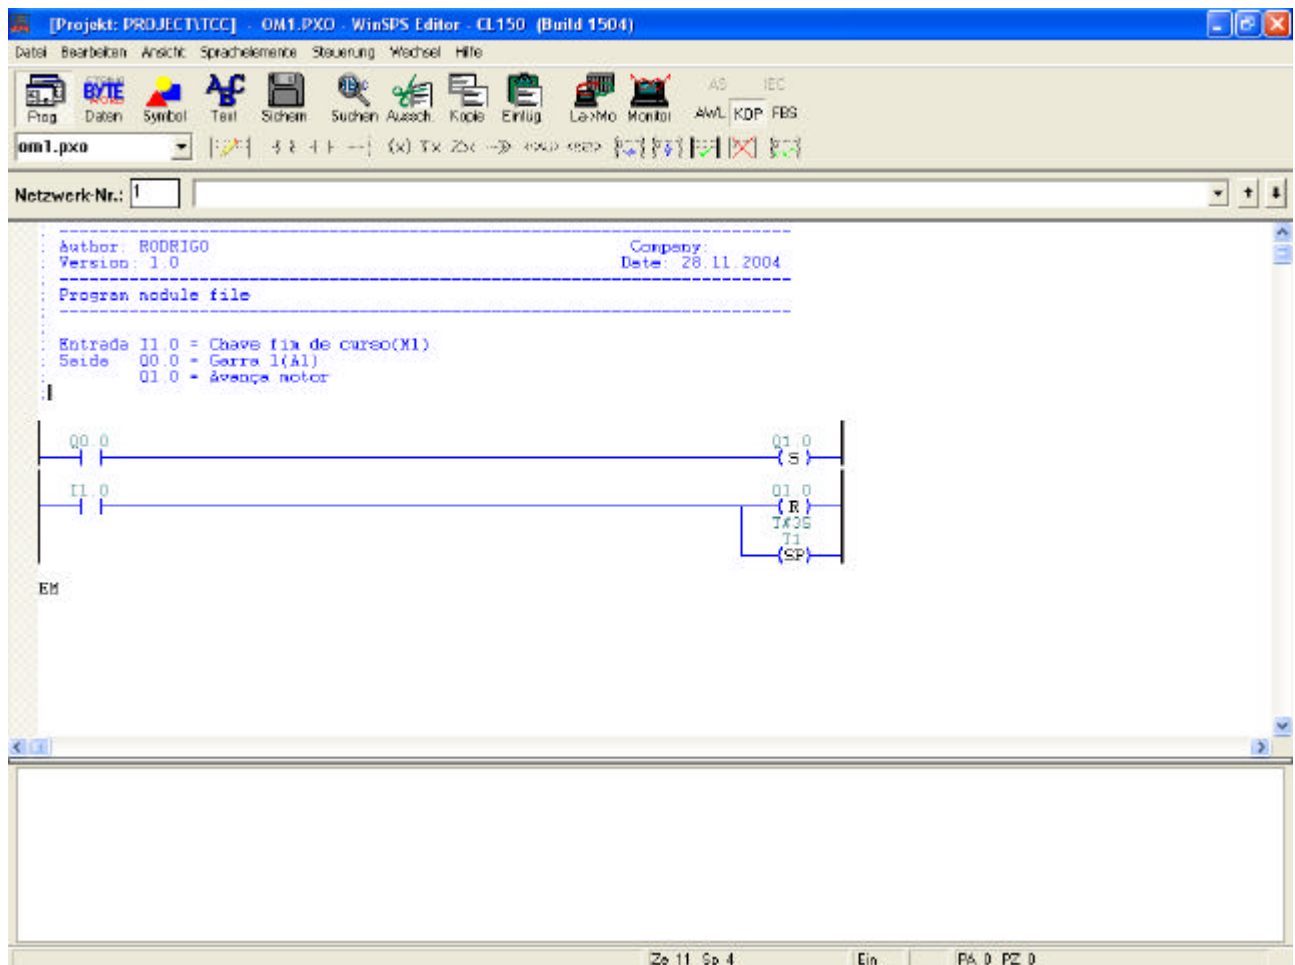 [Projekt: PROJECT\TCC] - OM1.PXO - WinSPS Editor - CL150 (Build 1504)
Datei Bearbeiten Ansicht Sprachelemente Steuerung Wechsel Hilfe
Prog Daten Symbol Text Sichern Suchen Aussch. Kopie Einfüg La>Mo Monitor AWL KOP FBS
AS IEC
BYTE
ABC
om1.pxo
Netzwerk-Nr.: 1
; Author: RODRIGO Company:
; Version: 1.0 Date: 28.11.2004
; Program module file
; Entrada I1.0 = Chave fim de curso(M1)
; Saida Q0.0 = Garra 1(A1)
; Q1.0 = Avança motor
;
Q0.0 Q1.0
S
I1.0 Q1.0
R
T#3S
T1
SP
EM
Ze 11 Sp 4 Ein PA 0 PZ 0